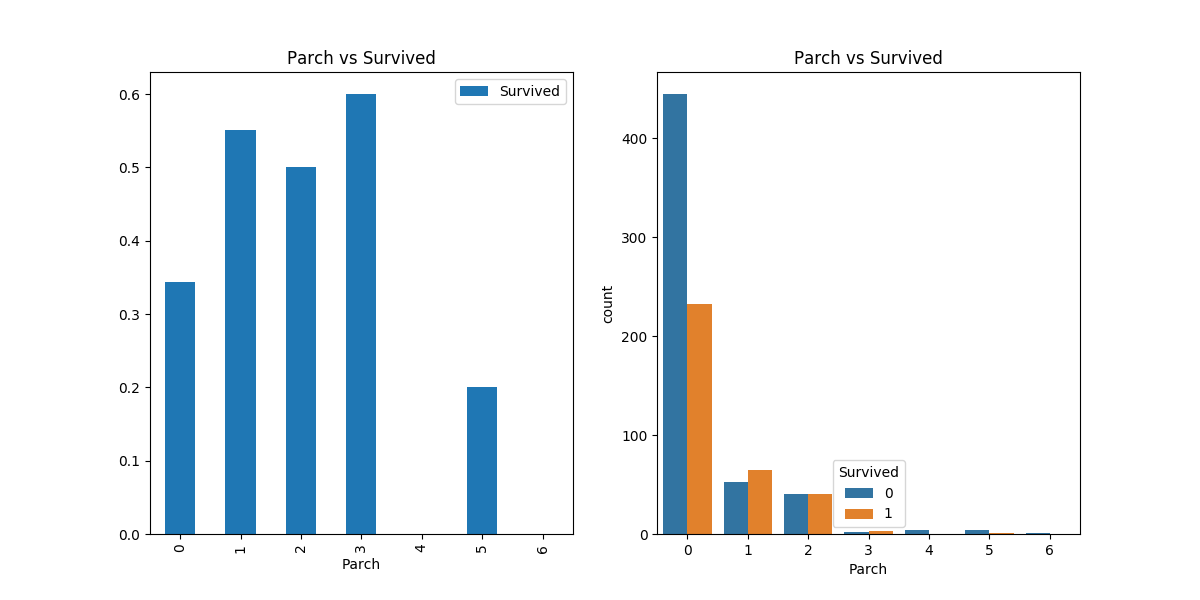 Parch vs Survived
Survived
0.6
0.5
0.4
0.3
0.2
0.1
0.0
0 1 2 3 4 5 6
Parch
Parch vs Survived
count
400
300
200
100
0
Survived
0
1
0 1 2 3 4 5 6
Parch